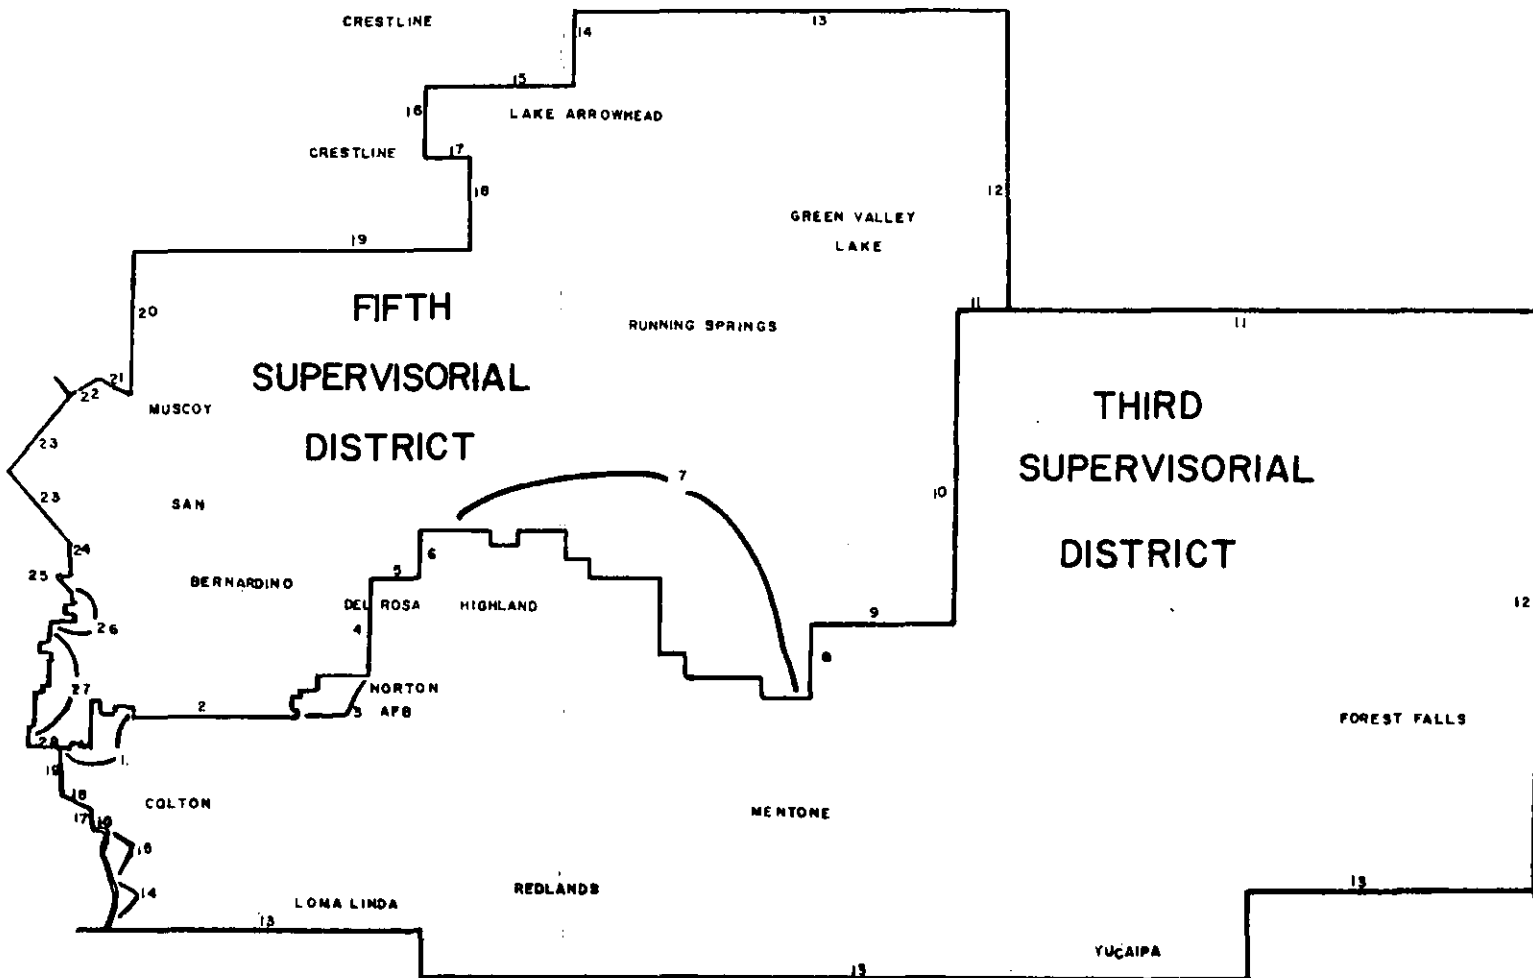 CRESTLINE
13
14
15
16
LAKE ARROWHEAD
CRESTLINE
17
18
12
GREEN VALLEY
LAKE
19
20
FIFTH
SUPERVISORIAL
DISTRICT
RUNNING SPRINGS
11
11
THIRD
SUPERVISORIAL
DISTRICT
21
22
MUSCOY
23
23
7
10
SAN
BERNARDINO
24
25
6
5
DEL ROSA
HIGHLAND
4
9
12
26
8
27
2
NORTON
AFB
3
FOREST FALLS
28
1.
19
18
17
COLTON
MENTONE
14
REDLANDS
LOMA LINDA
13
13
YUCAIPA
13